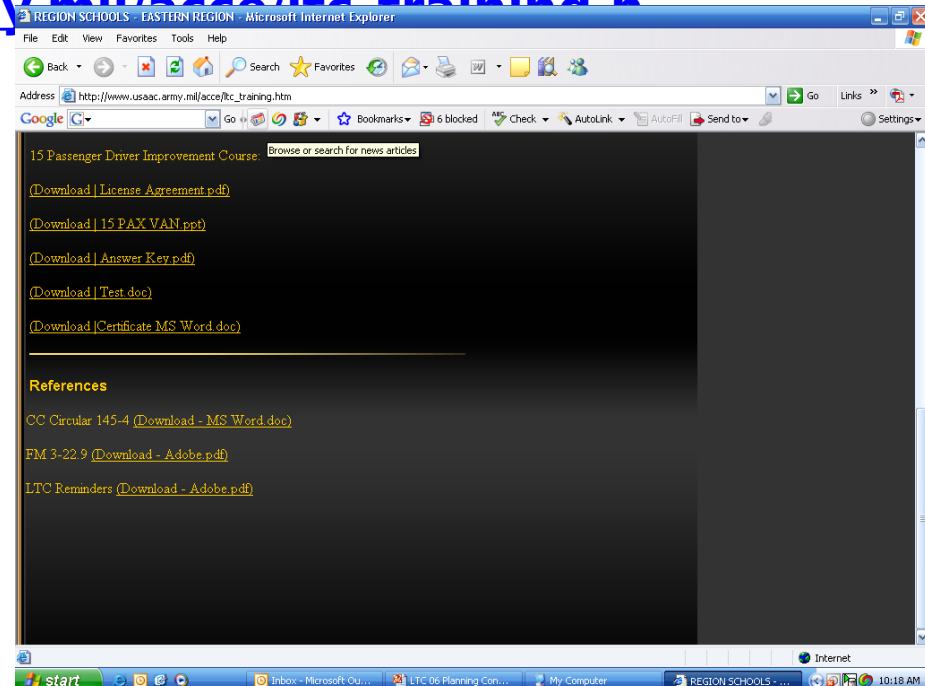 y.mil/acce/ltc_training.h
REGION SCHOOLS - EASTERN REGION - Microsoft Internet Explorer
File Edit View Favorites Tools Help
Back Search Favorites
Address http://www.usaac.army.mil/acce/ltc_training.htm Go Links »
Google G Go Bookmarks 6 blocked ABC Check AutoLink AutoFill Send to Settings
Browse or search for news articles
15 Passenger Driver Improvement Course:
(Download | License Agreement.pdf)
(Download | 15 PAX VAN.ppt)
(Download | Answer Key.pdf)
(Download | Test.doc)
(Download |Certificate MS Word.doc)
References
CC Circular 145-4 (Download - MS Word.doc)
FM 3-22.9 (Download - Adobe.pdf)
LTC Reminders (Download - Adobe.pdf)
Internet
start Inbox - Microsoft Ou... LTC 06 Planning Con... My Computer REGION SCHOOLS - ... 10:18 AM